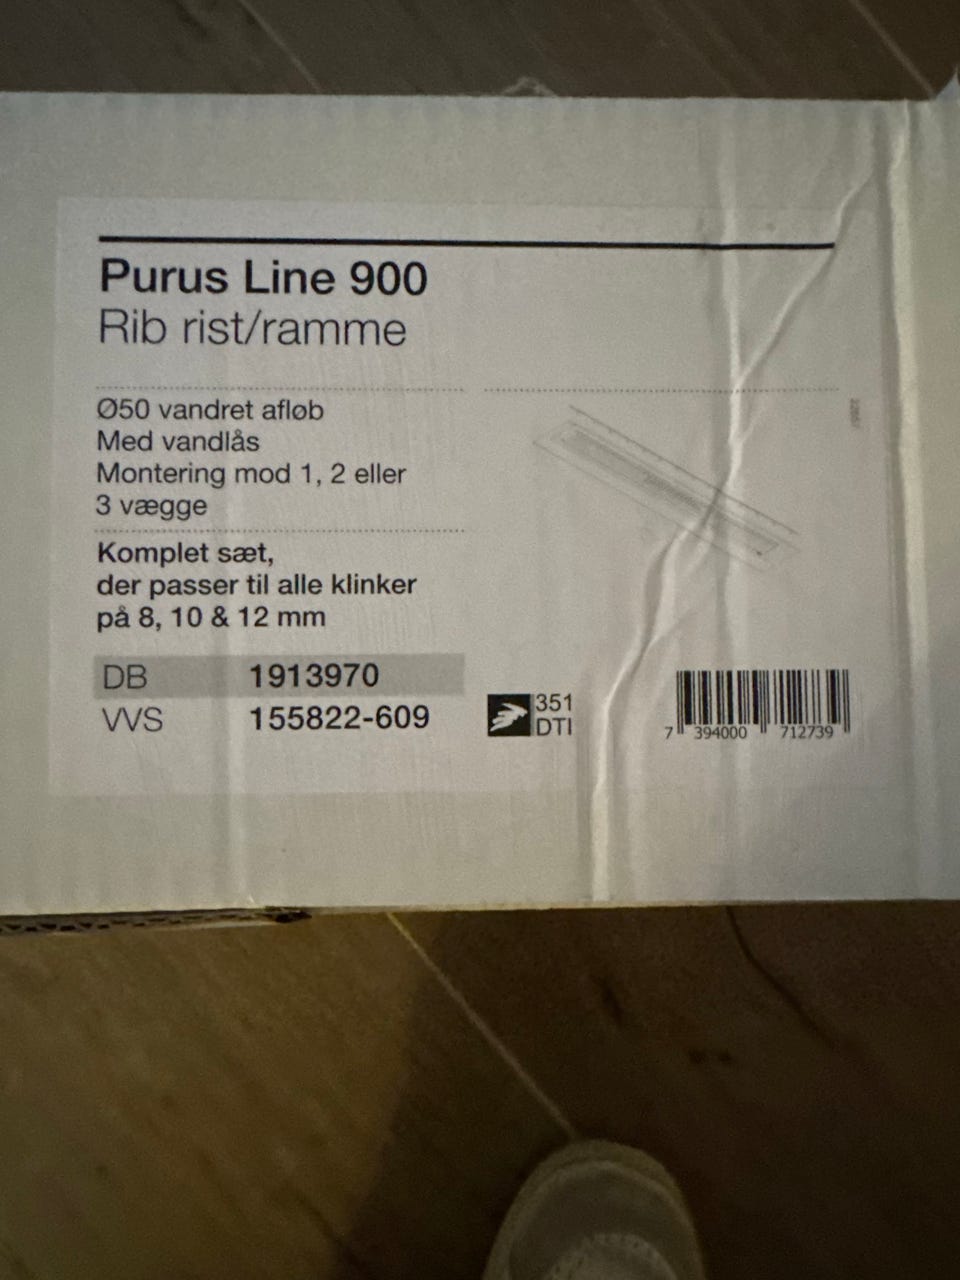 Purus Line 900
Rib rist/ramme
Ø50 vandret afløb
Med vandlås
Montering mod 1, 2 eller
3 vægge
Komplet sæt,
der passer til alle klinker
på 8, 10 & 12 mm
DB 1913970
VVS 155822-609
351
DTI
7 394000 712739